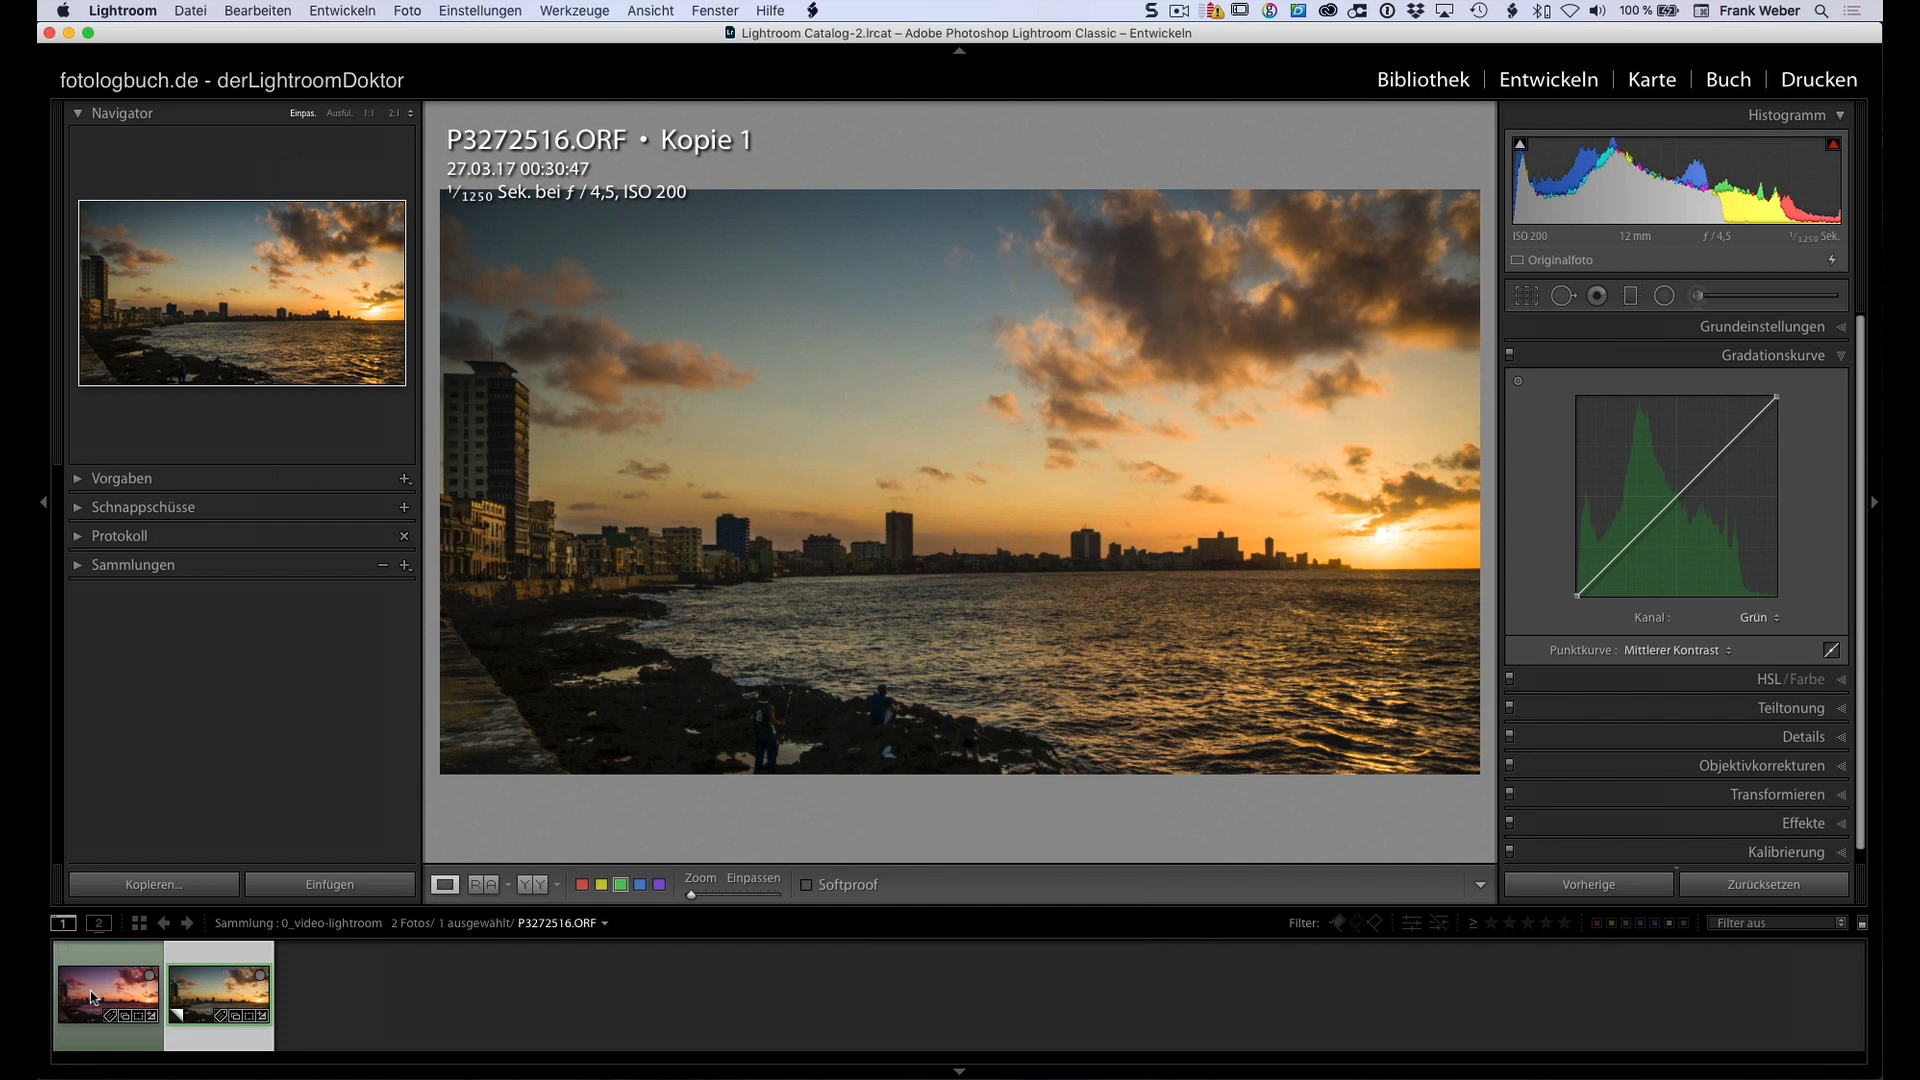 Lightroom Datei Bearbeiten Entwickeln Foto Einstellungen Werkzeuge Ansicht Fenster Hilfe 100 % Frank Weber
Lightroom Catalog-2.lrcat – Adobe Photoshop Lightroom Classic – Entwickeln
fotologbuch.de - derLightroomDoktor
Bibliothek Entwickeln Karte Buch Drucken
Navigator Einpas. Ausfül. 1:1 2:1
Vorgaben
Schnappschüsse
Protokoll
Sammlungen
Kopieren... Einfügen
P3272516.ORF • Kopie 1
27.03.17 00:30:47
1/1250 Sek. bei ƒ / 4,5, ISO 200
Histogramm
ISO 200 12 mm ƒ / 4,5 1/1250 Sek.
Originalfoto
Grundeinstellungen
Gradationskurve
Kanal : Grün
Punktkurve : Mittlerer Kontrast
HSL / Farbe
Teiltonung
Details
Objektivkorrekturen
Transformieren
Effekte
Kalibrierung
Vorherige Zurücksetzen
RA YY Zoom Einpassen Softproof
1 2 Sammlung : 0_video-lightroom 2 Fotos/ 1 ausgewählt/ P3272516.ORF Filter: ≥ Filter aus